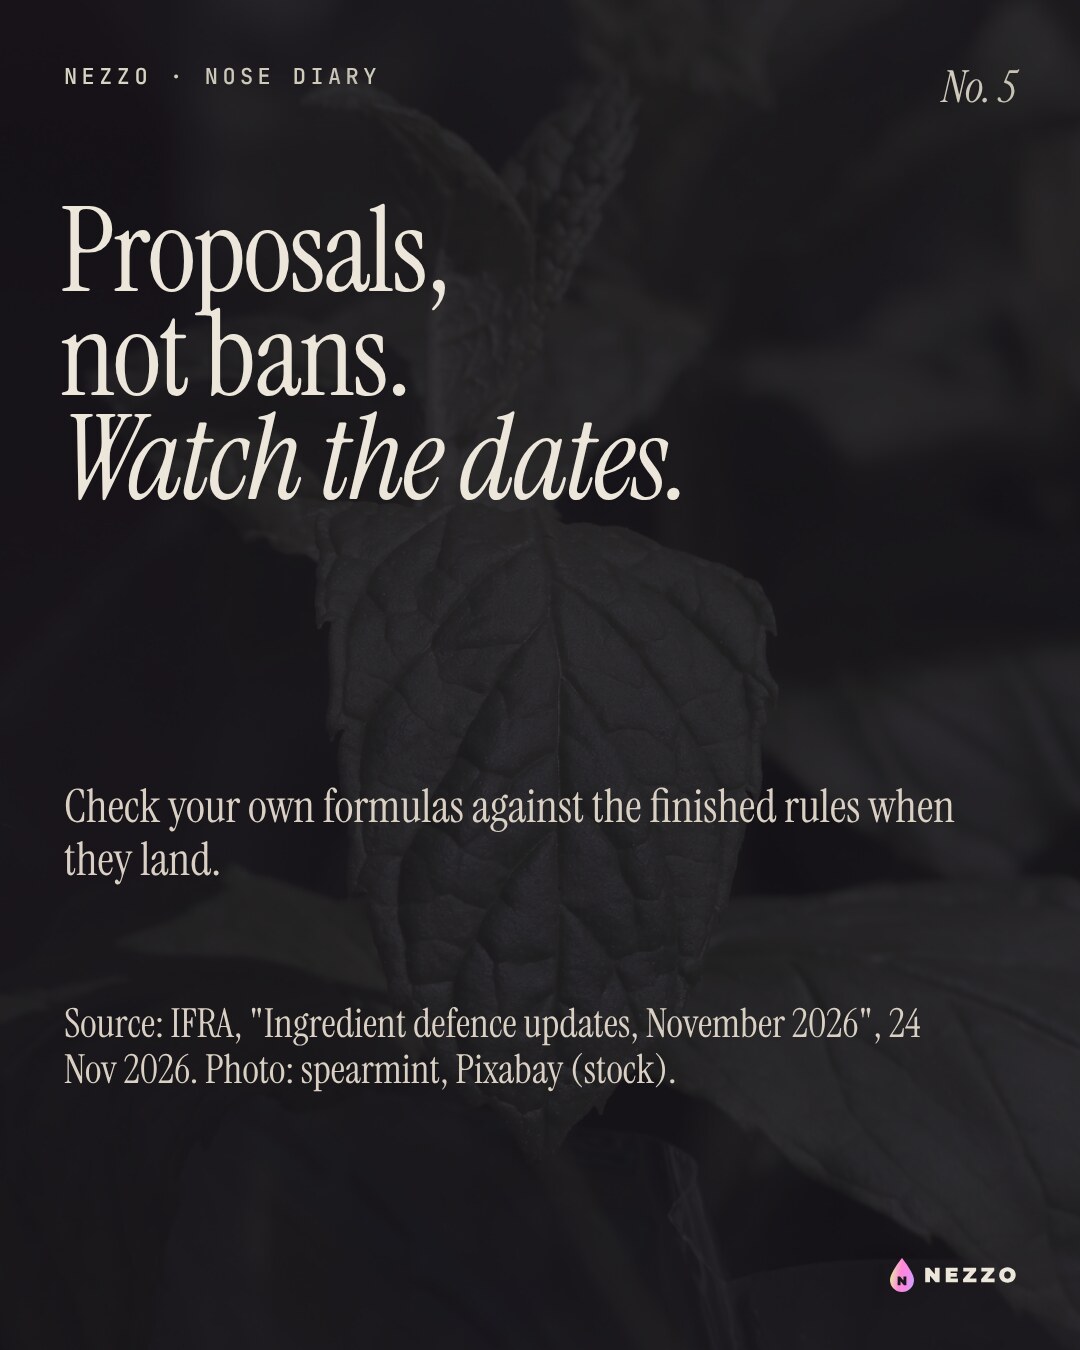 NEZZO · NOSE DIARY
No. 5
Proposals,
not bans.
Watch the dates.
Check your own formulas against the finished rules when
they land.
Source: IFRA, "Ingredient defence updates, November 2026", 24
Nov 2026. Photo: spearmint, Pixabay (stock).
N NEZZO